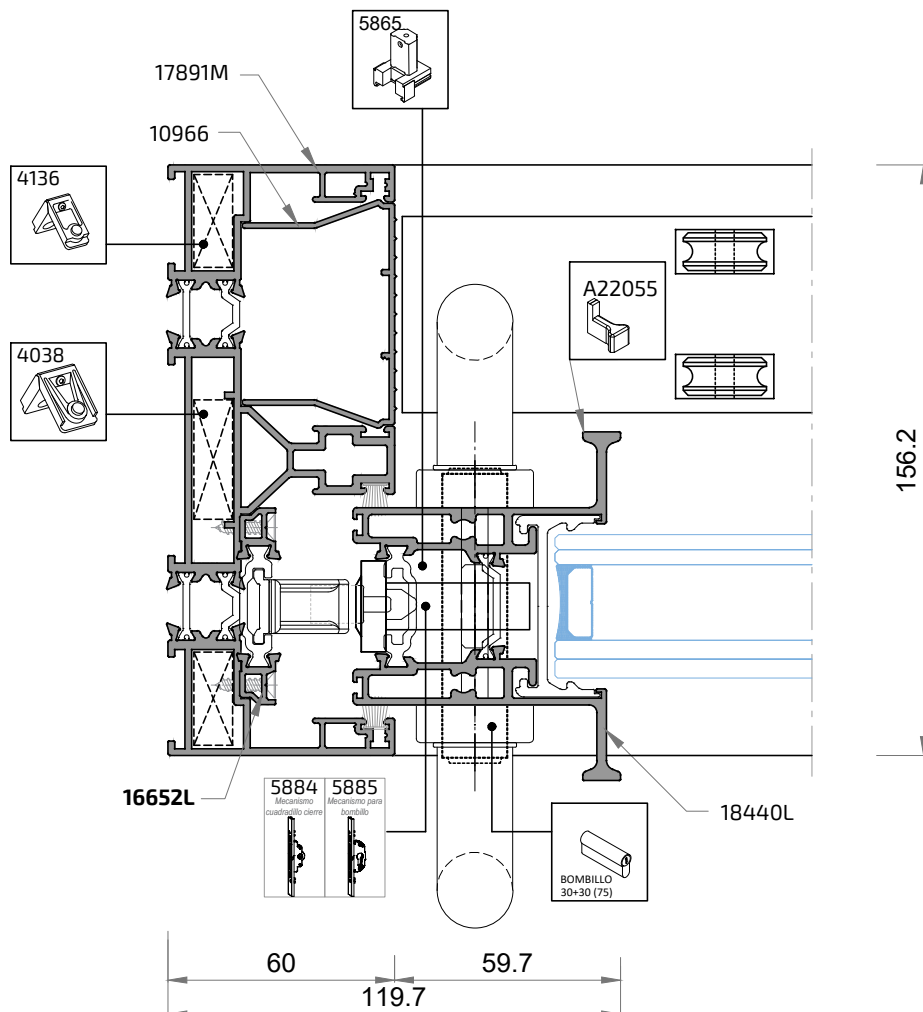 5865
17891M
10966
4136
A22055
4038
156.2
16652L
5884
Mecanismo
cuadradillo cierre
5885
Mecanismo para
bombillo
18440L
BOMBILLO
30+30 (75)
60
59.7
119.7